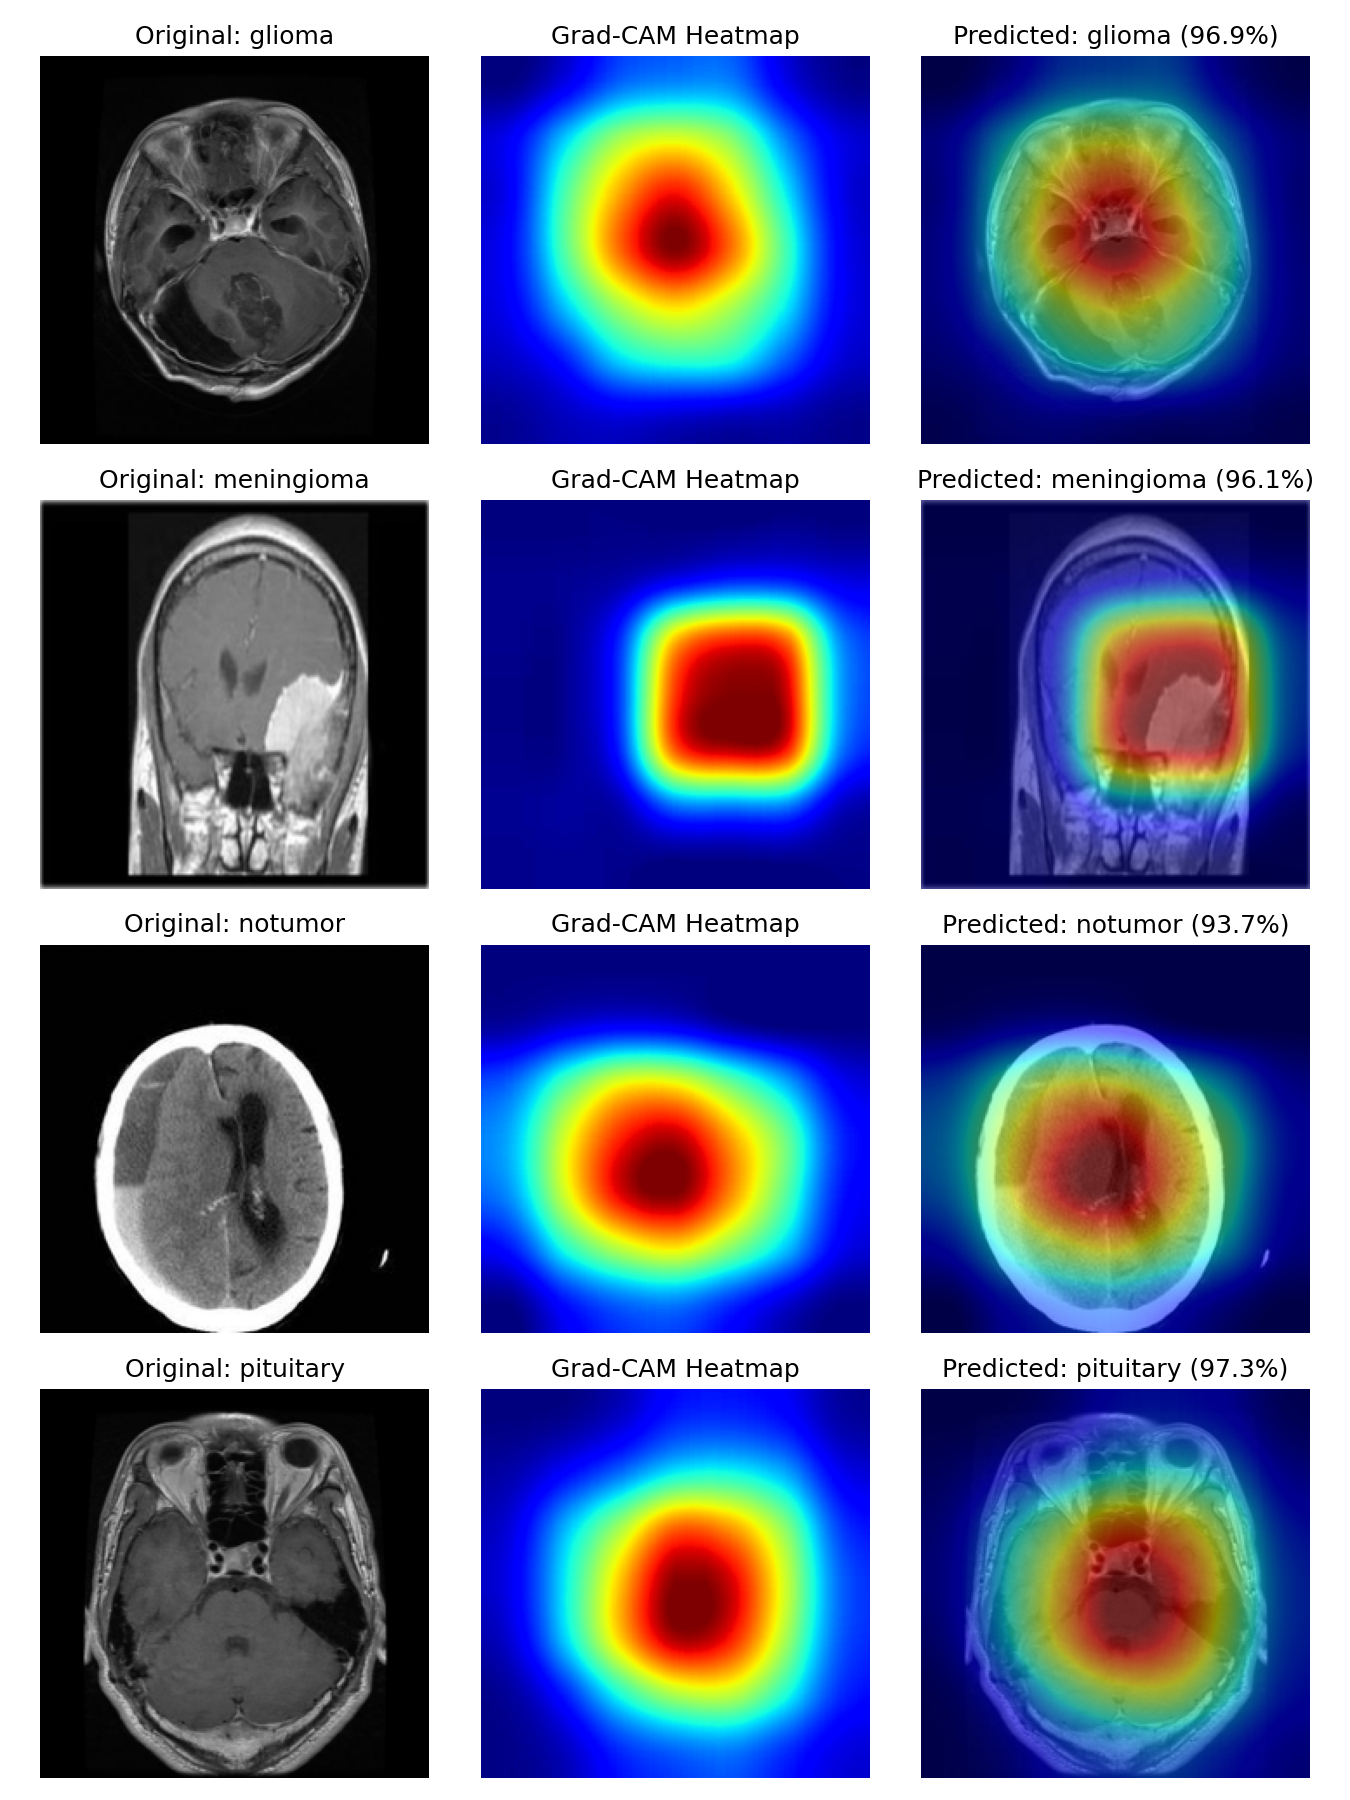 Original: glioma
Grad-CAM Heatmap
Predicted: glioma (96.9%)
Original: meningioma
Grad-CAM Heatmap
Predicted: meningioma (96.1%)
Original: notumor
Grad-CAM Heatmap
Predicted: notumor (93.7%)
Original: pituitary
Grad-CAM Heatmap
Predicted: pituitary (97.3%)